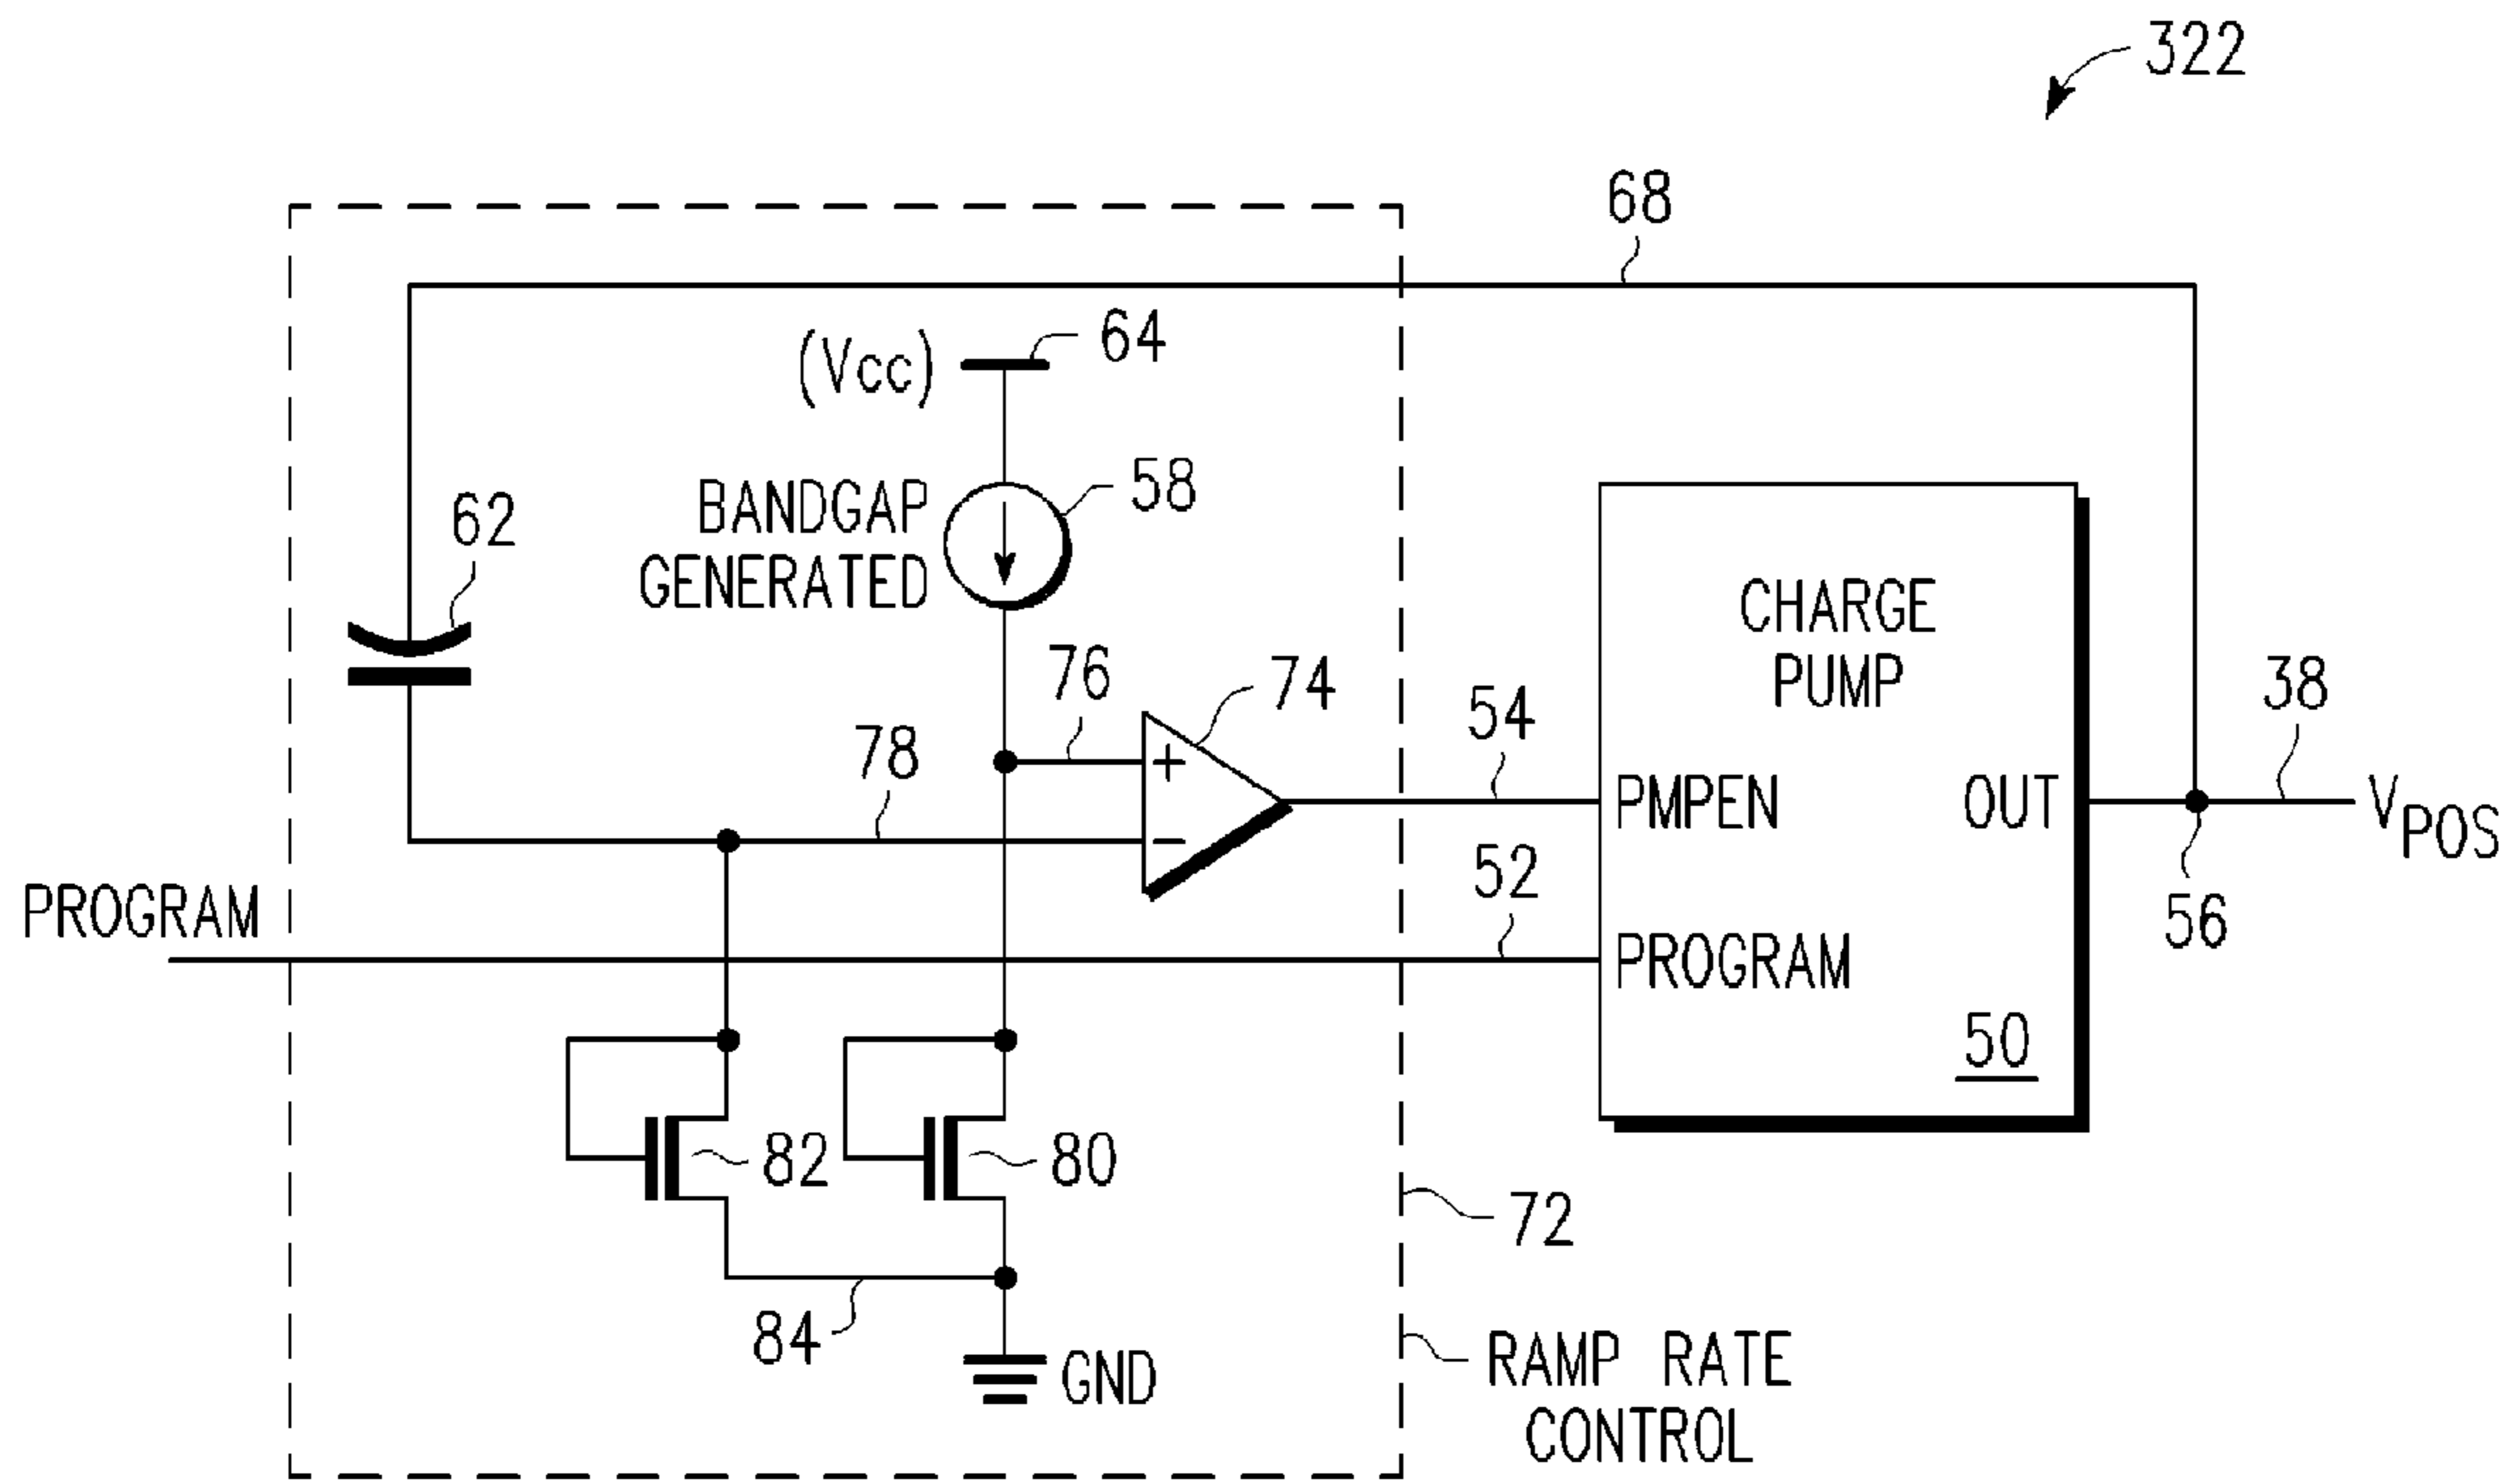 322
68
(Vcc)
64
BANDGAP
GENERATED
58
62
CHARGE
PUMP
76
74
54
38
78
+
−
PMPEN
OUT
VPOS
52
56
PROGRAM
PROGRAM
50
82
80
72
84
GND
RAMP RATE
CONTROL